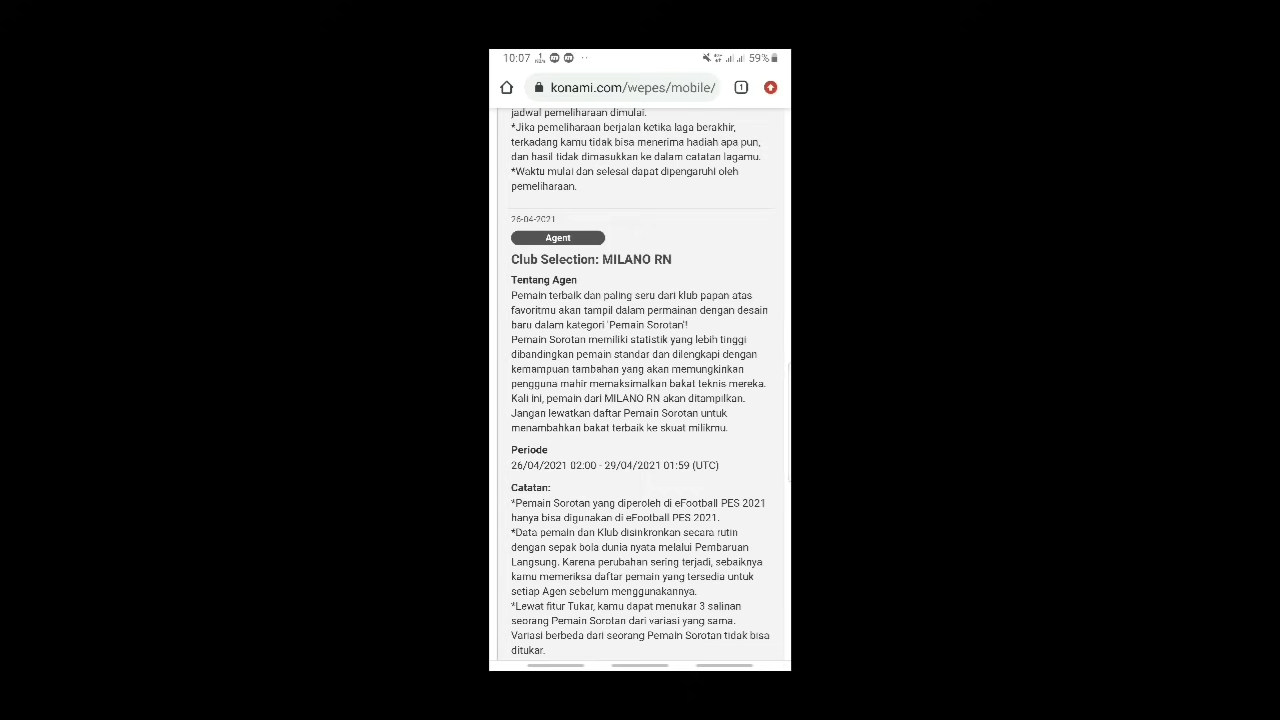 10:07
59%
konami.com/wepes/mobile/
1
jadwal pemeliharaan dimulai.
*Jika pemeliharaan berjalan ketika laga berakhir,
terkadang kamu tidak bisa menerima hadiah apa pun,
dan hasil tidak dimasukkan ke dalam catatan lagamu.
*Waktu mulai dan selesai dapat dipengaruhi oleh
pemeliharaan.
26-04-2021
Agent
Club Selection: MILANO RN
Tentang Agen
Pemain terbaik dan paling seru dari klub papan atas
favoritmu akan tampil dalam permainan dengan desain
baru dalam kategori 'Pemain Sorotan'!
Pemain Sorotan memiliki statistik yang lebih tinggi
dibandingkan pemain standar dan dilengkapi dengan
kemampuan tambahan yang akan memungkinkan
pengguna mahir memaksimalkan bakat teknis mereka.
Kali ini, pemain dari MILANO RN akan ditampilkan.
Jangan lewatkan daftar Pemain Sorotan untuk
menambahkan bakat terbaik ke skuat milikmu.
Periode
26/04/2021 02:00 - 29/04/2021 01:59 (UTC)
Catatan:
*Pemain Sorotan yang diperoleh di eFootball PES 2021
hanya bisa digunakan di eFootball PES 2021.
*Data pemain dan Klub disinkronkan secara rutin
dengan sepak bola dunia nyata melalui Pembaruan
Langsung. Karena perubahan sering terjadi, sebaiknya
kamu memeriksa daftar pemain yang tersedia untuk
setiap Agen sebelum menggunakannya.
*Lewat fitur Tukar, kamu dapat menukar 3 salinan
seorang Pemain Sorotan dari variasi yang sama.
Variasi berbeda dari seorang Pemain Sorotan tidak bisa
ditukar.